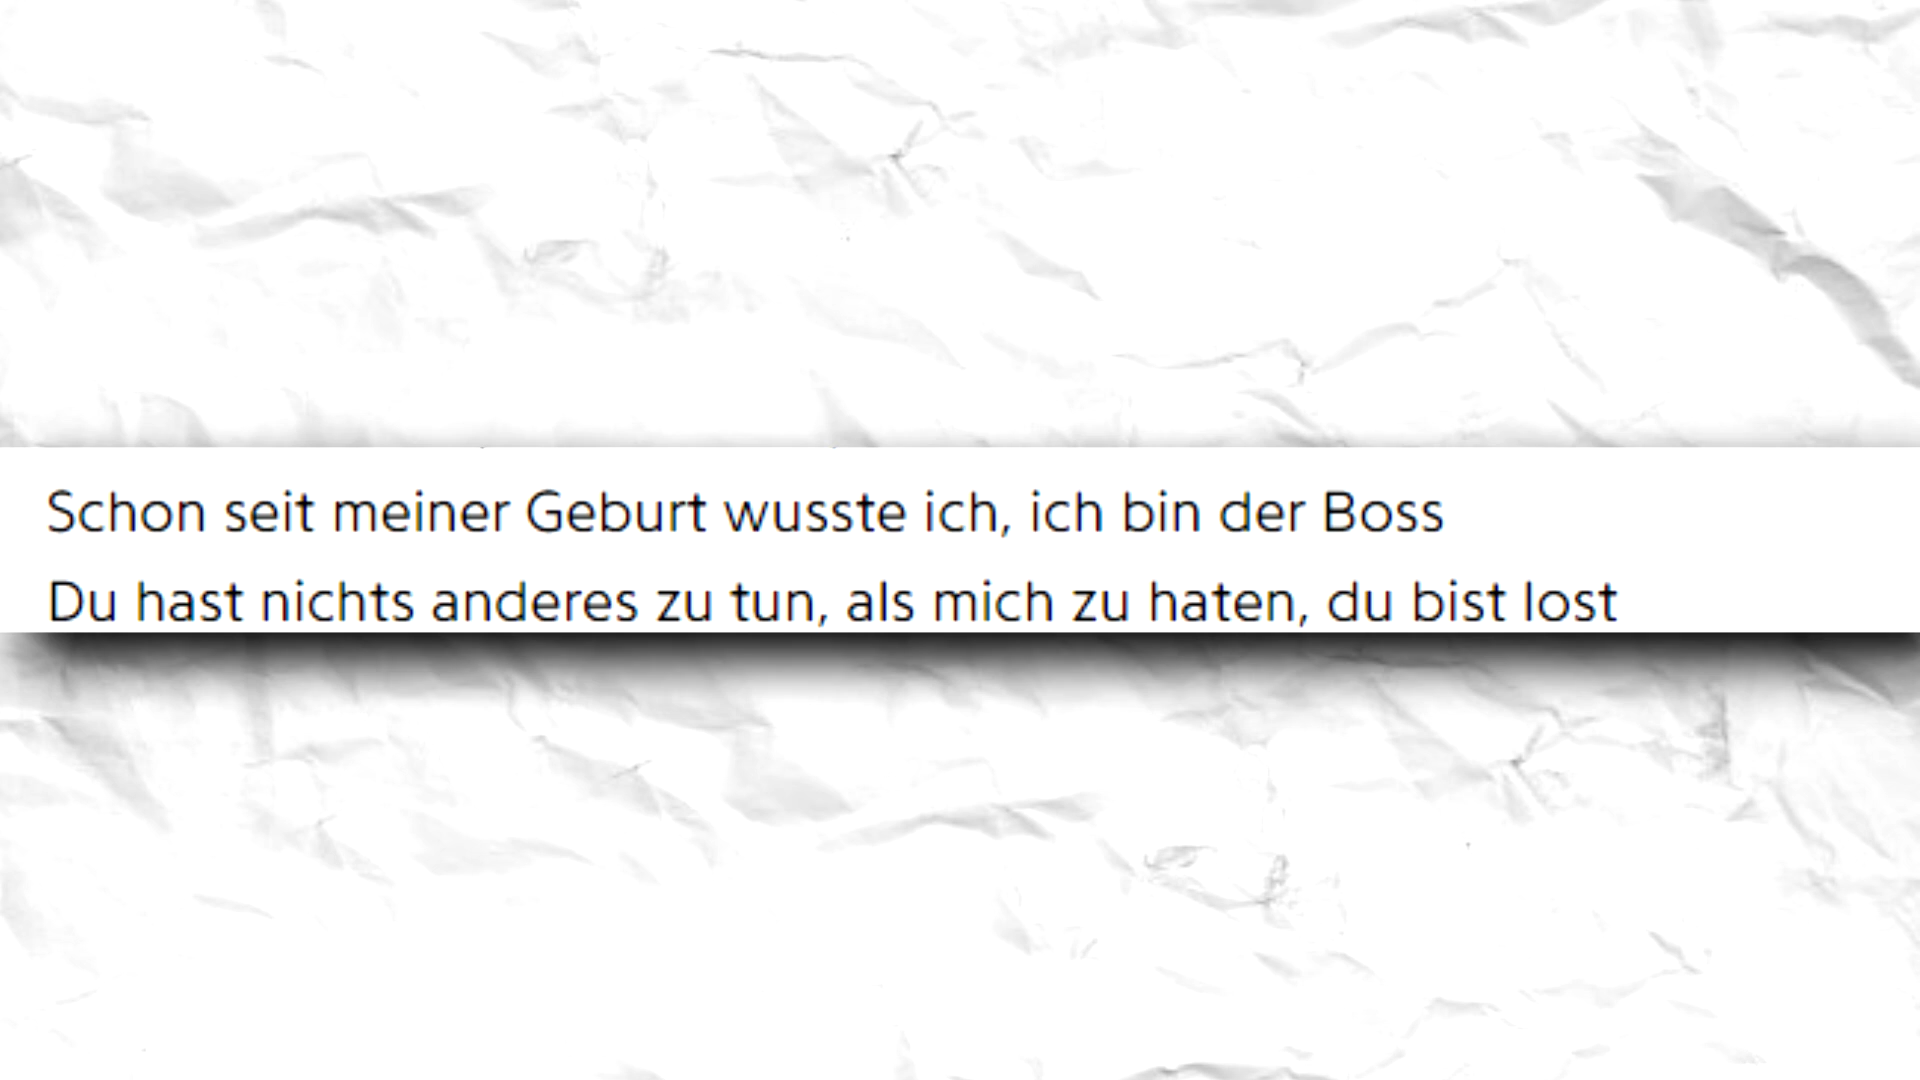 Schon seit meiner Geburt wusste ich, ich bin der Boss
Du hast nichts anderes zu tun, als mich zu haten, du bist lost